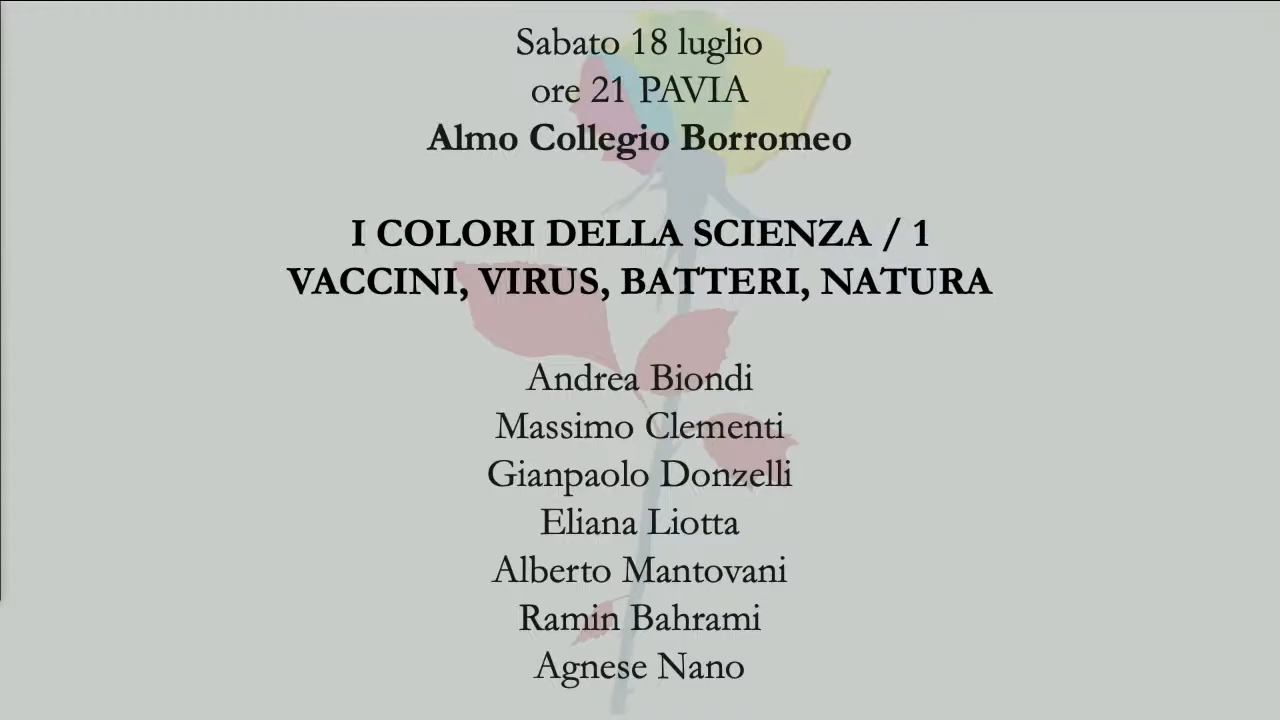 Sabato 18 luglio
ore 21 PAVIA
Almo Collegio Borromeo
I COLORI DELLA SCIENZA / 1
VACCINI, VIRUS, BATTERI, NATURA
Andrea Biondi
Massimo Clementi
Gianpaolo Donzelli
Eliana Liotta
Alberto Mantovani
Ramin Bahrami
Agnese Nano